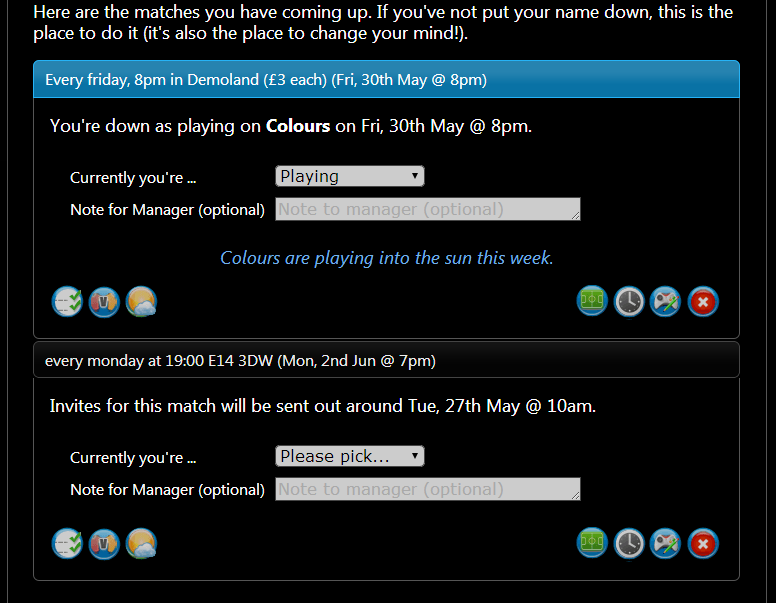 Here are the matches you have coming up. If you've not put your name down, this is the
place to do it (it's also the place to change your mind!).
Every friday, 8pm in Demoland (£3 each) (Fri, 30th May @ 8pm)
You're down as playing on Colours on Fri, 30th May @ 8pm.
Currently you're ... Playing
Note for Manager (optional) Note to manager (optional)
Colours are playing into the sun this week.
every monday at 19:00 E14 3DW (Mon, 2nd Jun @ 7pm)
Invites for this match will be sent out around Tue, 27th May @ 10am.
Currently you're ... Please pick...
Note for Manager (optional) Note to manager (optional)